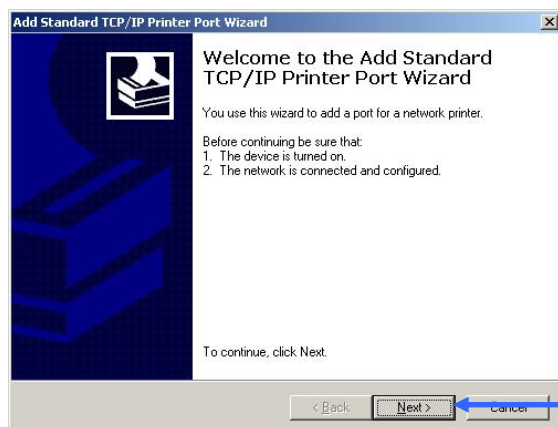 Add Standard TCP/IP Printer Port Wizard
Welcome to the Add Standard
TCP/IP Printer Port Wizard
You use this wizard to add a port for a network printer.
Before continuing be sure that:
1. The device is turned on.
2. The network is connected and configured.
To continue, click Next.
< Back Next > Cancel